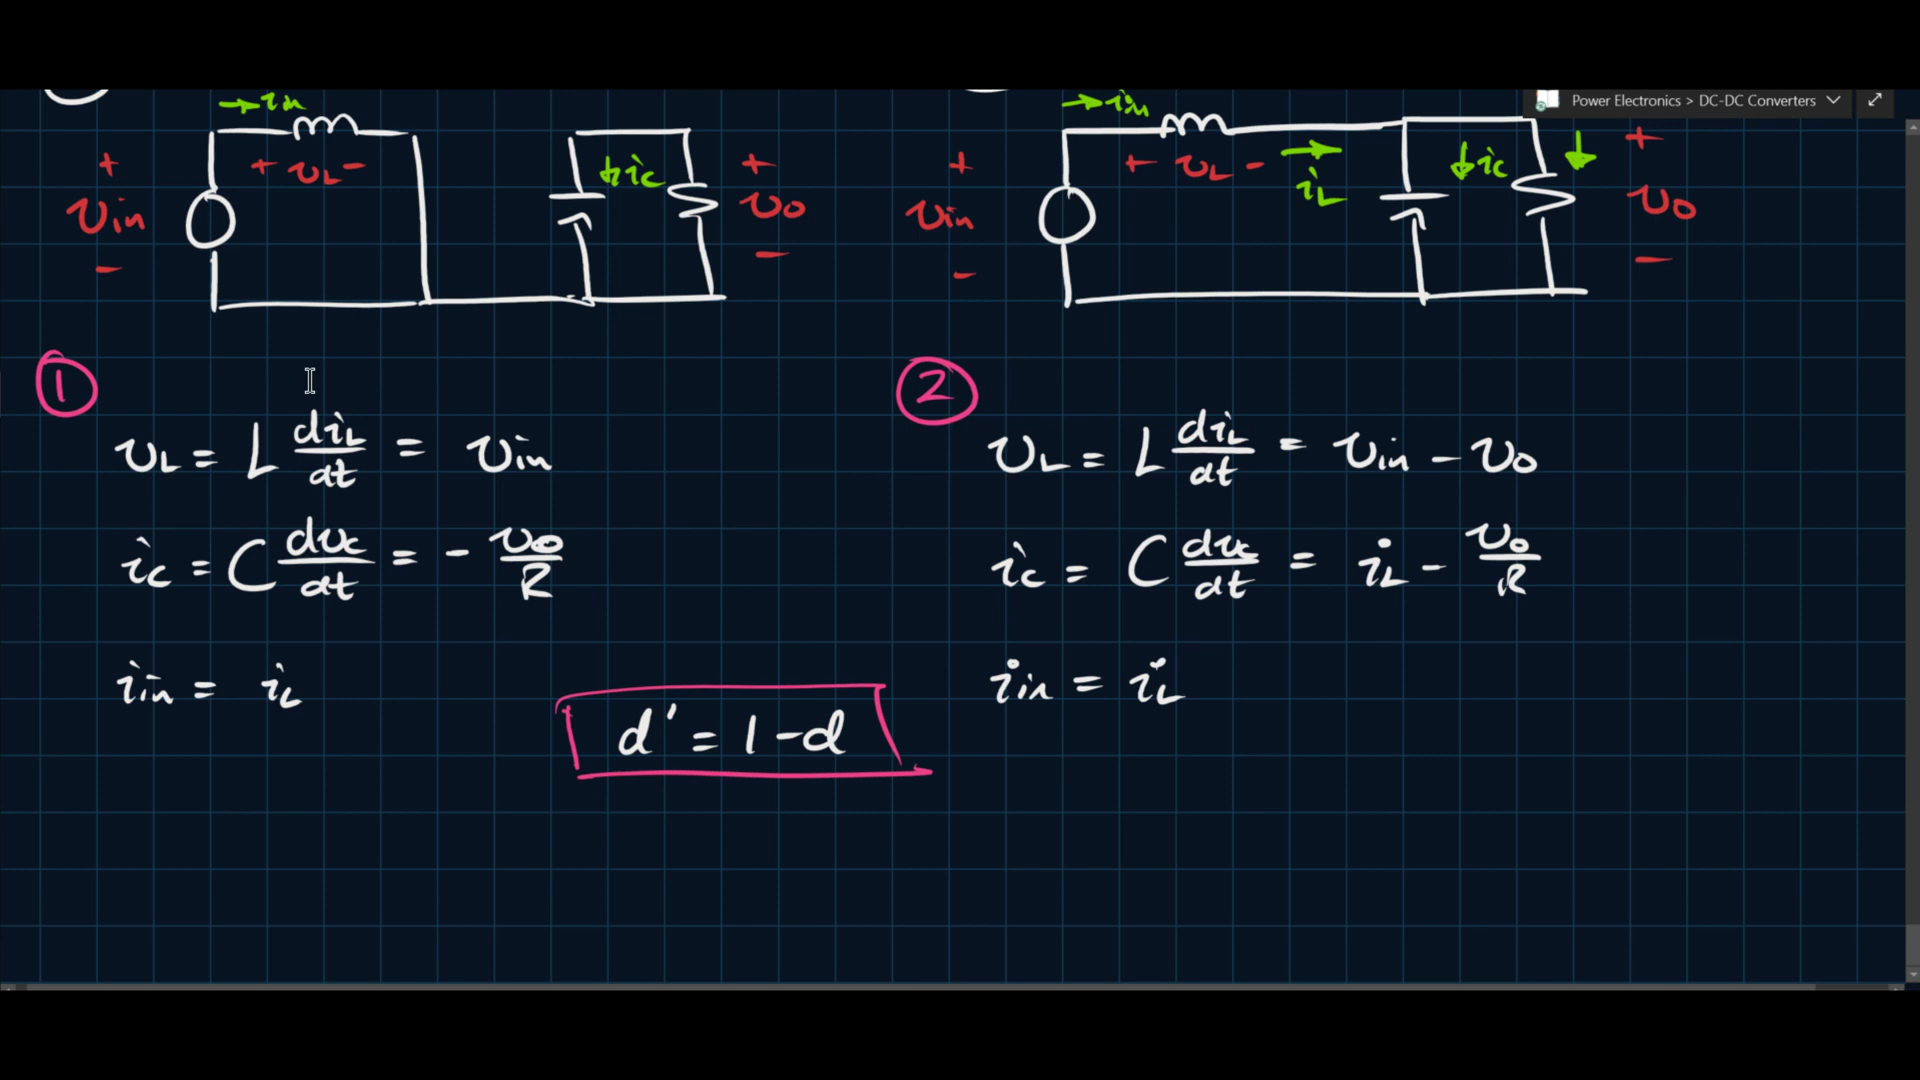 Power Electronics > DC-DC Converters
→ iin
+ vL -
+ vin -
↓ ic
+ vo -
→ iin
+ vL -
→ iL
+ vin -
↓ ic
↓
+ vo -
①
vL = L diL/dt = vin
ic = C dvc/dt = - vo/R
iin = iL
②
vL = L diL/dt = vin - vo
ic = C dvc/dt = iL - vo/R
iin = iL
d' = 1 - d